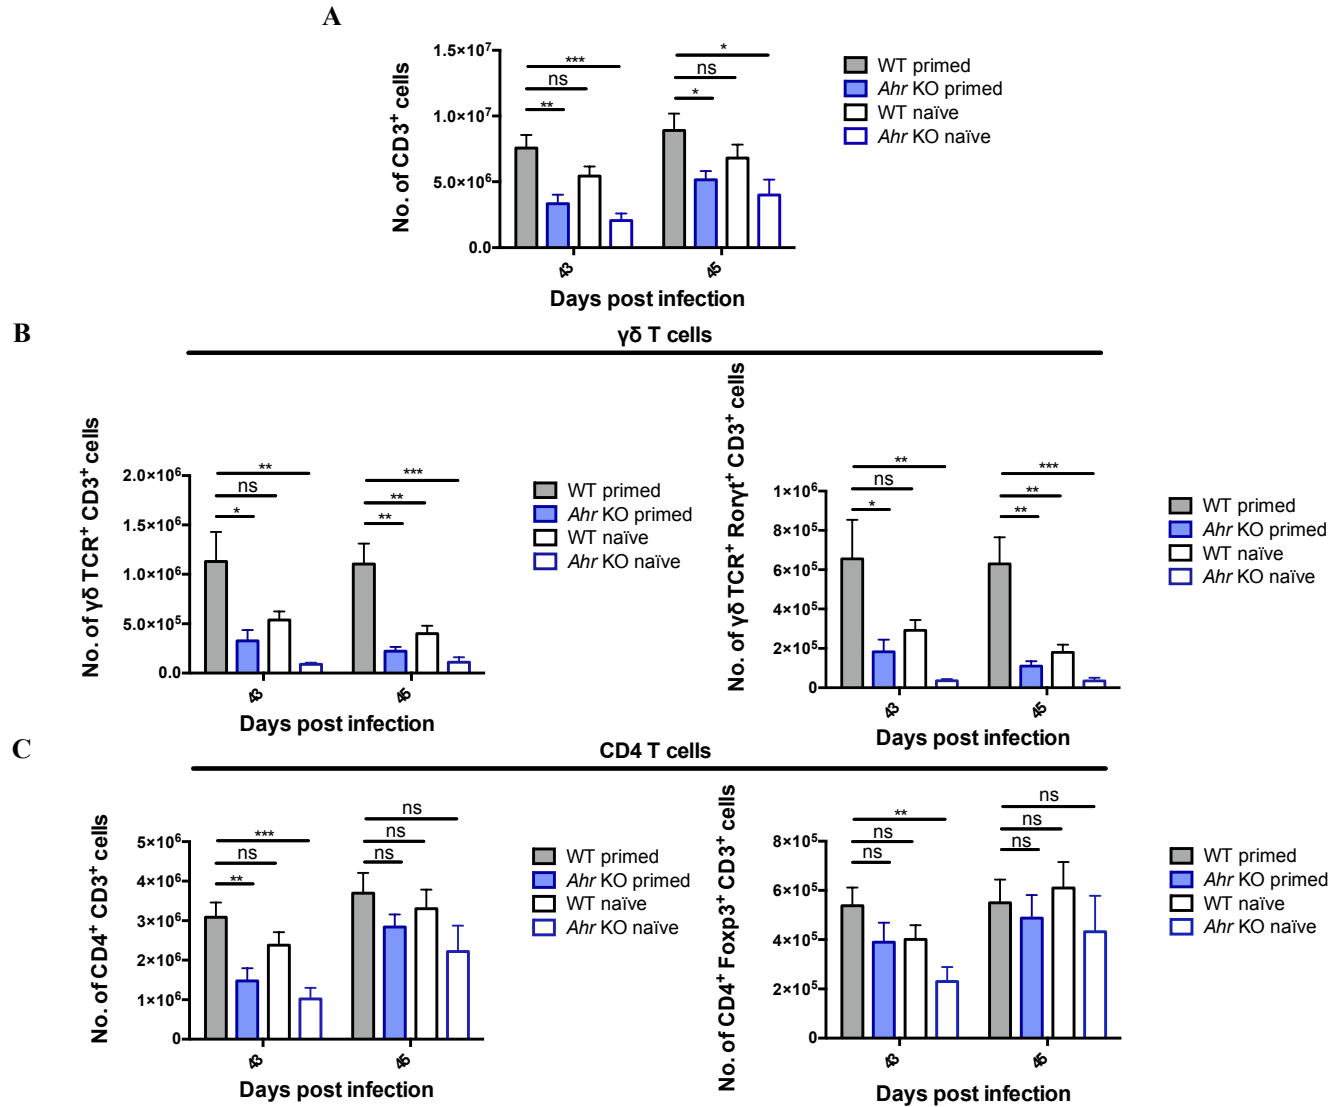 A
No. of CD3⁺ cells
1.5×10⁷
1.0×10⁷
5.0×10⁶
0.0
***
ns
**
*
ns
*
43
45
Days post infection
WT primed
Ahr KO primed
WT naïve
Ahr KO naïve
B
γδ T cells
No. of γδ TCR⁺ CD3⁺ cells
2.0×10⁶
1.5×10⁶
1.0×10⁶
5.0×10⁵
0.0
**
ns
*
***
**
**
43
45
Days post infection
WT primed
Ahr KO primed
WT naïve
Ahr KO naïve
No. of γδ TCR⁺ Rorγt⁺ CD3⁺ cells
1×10⁶
8×10⁵
6×10⁵
4×10⁵
2×10⁵
0
**
ns
*
***
**
**
43
45
Days post infection
WT primed
Ahr KO primed
WT naïve
Ahr KO naïve
C
CD4 T cells
No. of CD4⁺ CD3⁺ cells
5×10⁶
4×10⁶
3×10⁶
2×10⁶
1×10⁶
0
***
ns
**
ns
ns
ns
43
45
Days post infection
WT primed
Ahr KO primed
WT naïve
Ahr KO naïve
No. of CD4⁺ Foxp3⁺ CD3⁺ cells
8×10⁵
6×10⁵
4×10⁵
2×10⁵
0
**
ns
ns
ns
ns
ns
43
45
Days post infection
WT primed
Ahr KO primed
WT naïve
Ahr KO naïve